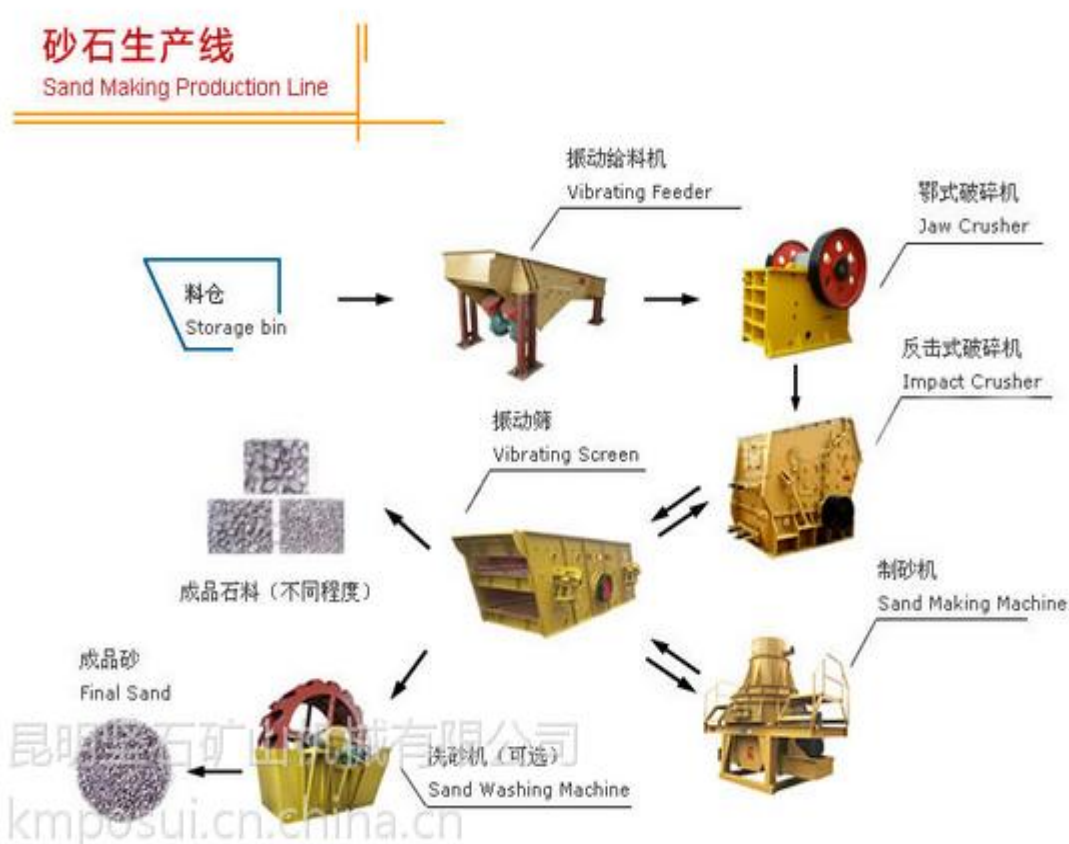 砂石生产线
Sand Making Production Line
振动给料机
Vibrating Feeder
鄂式破碎机
Jaw Crusher
料仓
Storage bin
反击式破碎机
Impact Crusher
振动筛
Vibrating Screen
成品石料（不同程度）
制砂机
Sand Making Machine
成品砂
Final Sand
洗砂机（可选）
Sand Washing Machine
kmposui.cn.china.cn